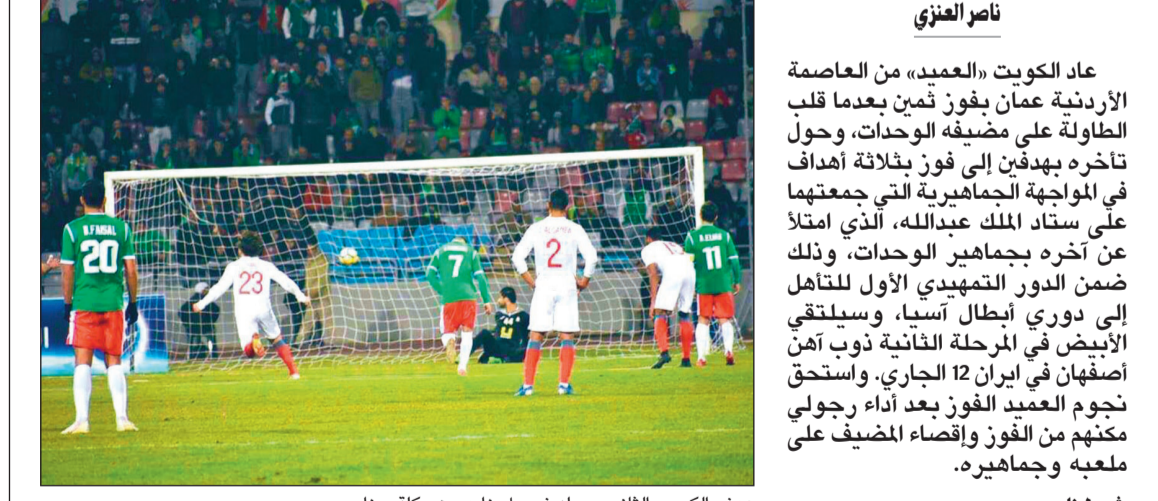 ناصر العنزي
عاد الكويت «العميد» من العاصمة
الأردنية عمان بفوز ثمين بعدما قلب
الطاولة على مضيفه الوحدات، وحول
تأخره بهدفين إلى فوز بثلاثة أهداف
في المواجهة الجماهيرية التي جمعتهما
على ستاد الملك عبدالله، الذي امتلأ
عن آخره بجماهير الوحدات، وذلك
ضمن الدور التمهيدي الأول للتأهل
إلى دوري أبطال آسيا، وسيلتقي
الأبيض في المرحلة الثانية ذوب آهن
أصفهان في ايران 12 الجاري. واستحق
نجوم العميد الفوز بعد أداء رجولي
مكنهم من الفوز وإقصاء المضيف على
ملعبه وجماهيره.
20
23
7
2
11